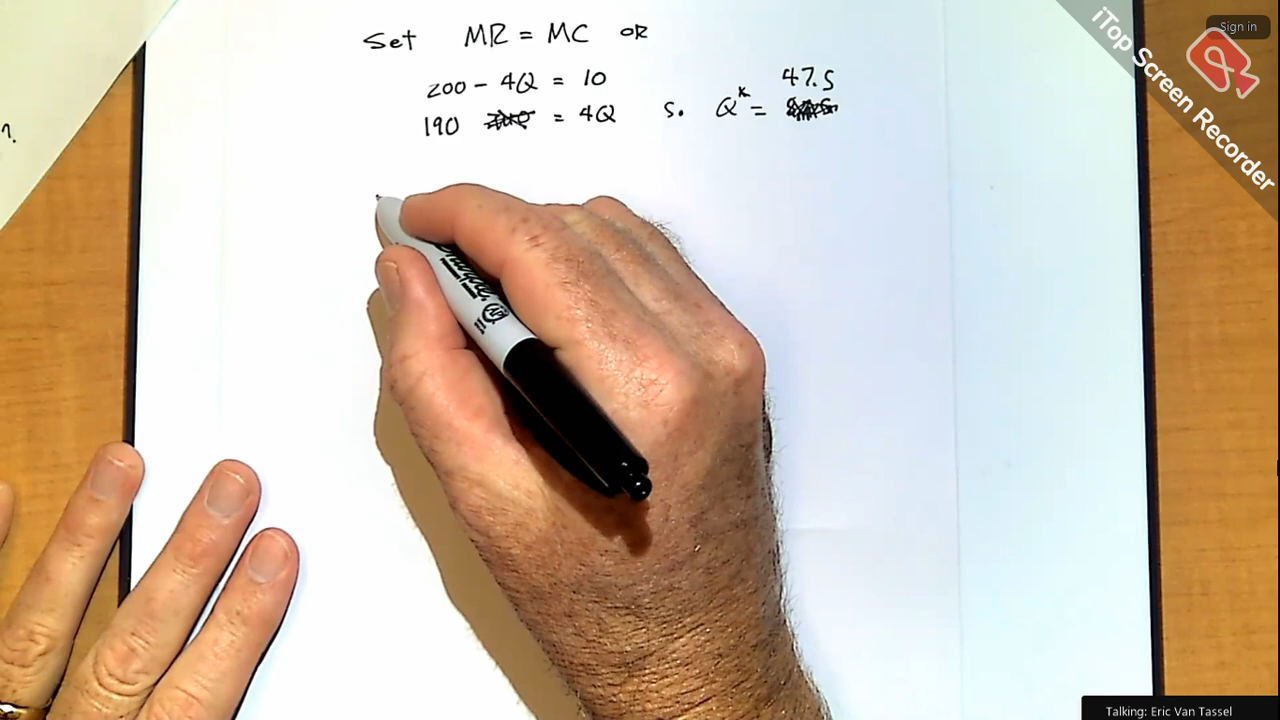 Set MR = MC OR
200 - 4Q = 10
190 = 4Q So Q* = 47.5
?
Sharpie
iTop Screen Recorder
Sign in
Talking: Eric Van Tassel